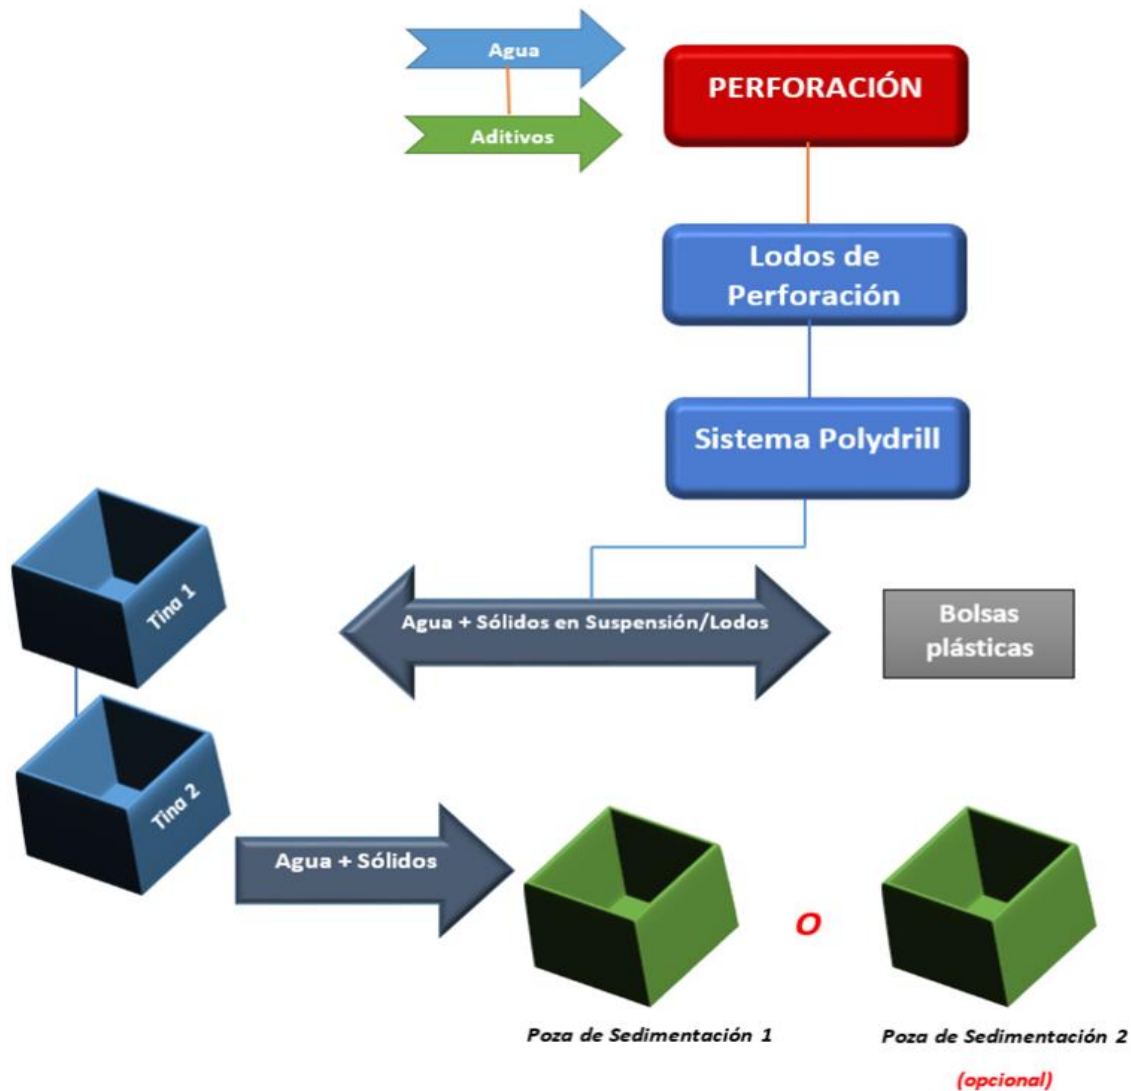 Agua
PERFORACIÓN
Aditivos
Lodos de
Perforación
Sistema Polydrill
Tina 1
Agua + Sólidos en Suspensión/Lodos
Bolsas
plásticas
Tina 2
Agua + Sólidos
O
Poza de Sedimentación 1
Poza de Sedimentación 2
(opcional)